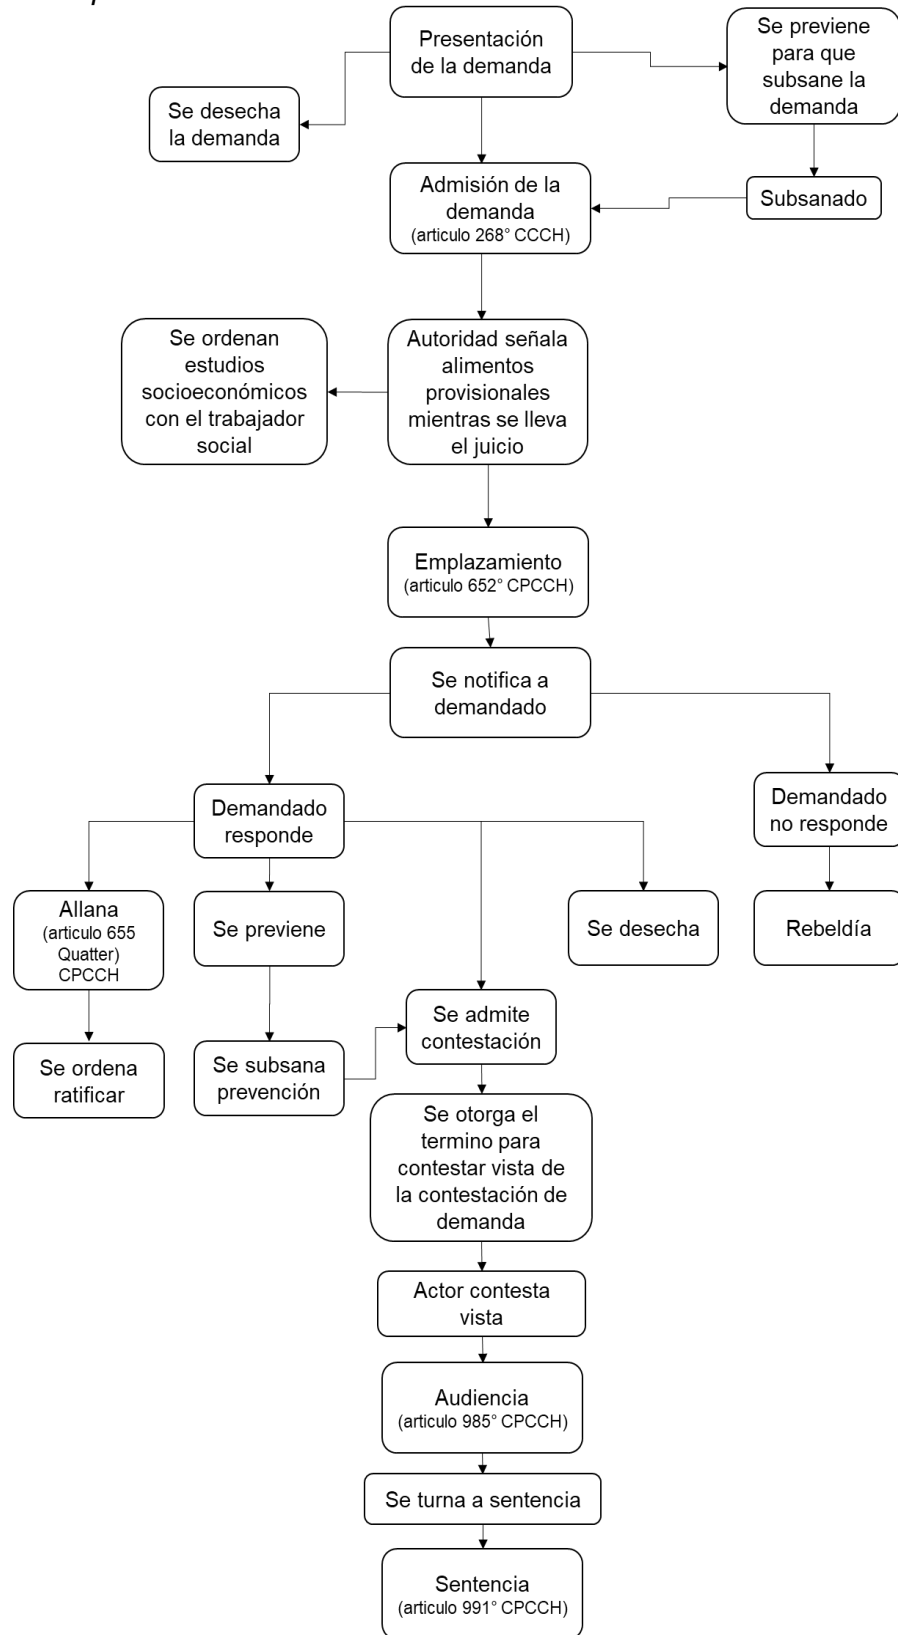 Presentación
de la demanda
Se previene
para que
subsane la
demanda
Se desecha
la demanda
Admisión de la
demanda
(articulo 268° CCCH)
Subsanado
Se ordenan
estudios
socioeconómicos
con el trabajador
social
Autoridad señala
alimentos
provisionales
mientras se lleva
el juicio
Emplazamiento
(articulo 652° CPCCH)
Se notifica a
demandado
Demandado
responde
Demandado
no responde
Allana
(articulo 655
Quatter)
CPCCH
Se previene
Se desecha
Rebeldía
Se ordena
ratificar
Se subsana
prevención
Se admite
contestación
Se otorga el
termino para
contestar vista de
la contestación de
demanda
Actor contesta
vista
Audiencia
(articulo 985° CPCCH)
Se turna a sentencia
Sentencia
(articulo 991° CPCCH)